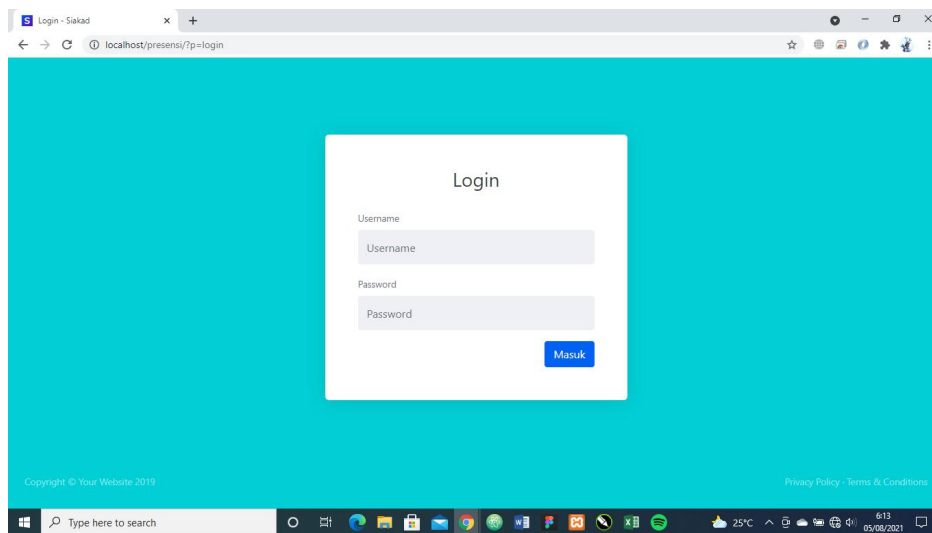 S Login - Siakad
localhost/presensi/?p=login
Login
Username
Username
Password
Password
Masuk
Copyright © Your Website 2019
Privacy Policy · Terms & Conditions
Type here to search
25°C
6:13
05/08/2021